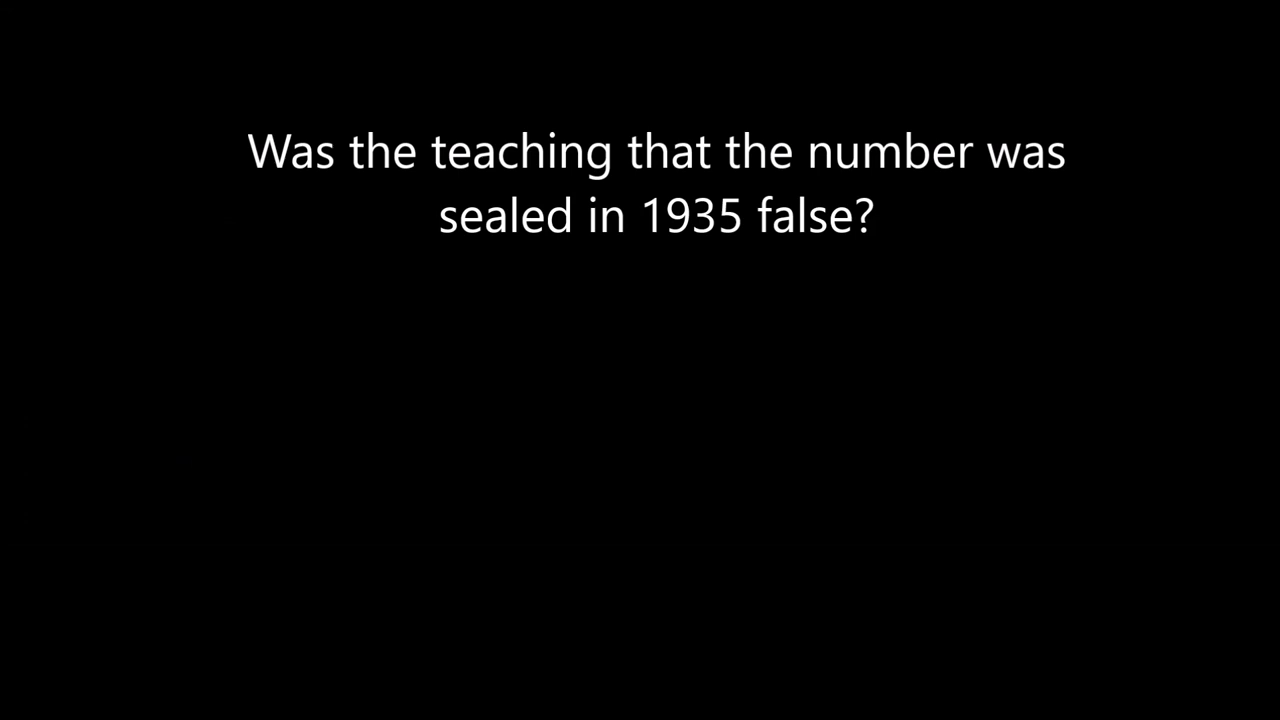 Was the teaching that the number was
sealed in 1935 false?